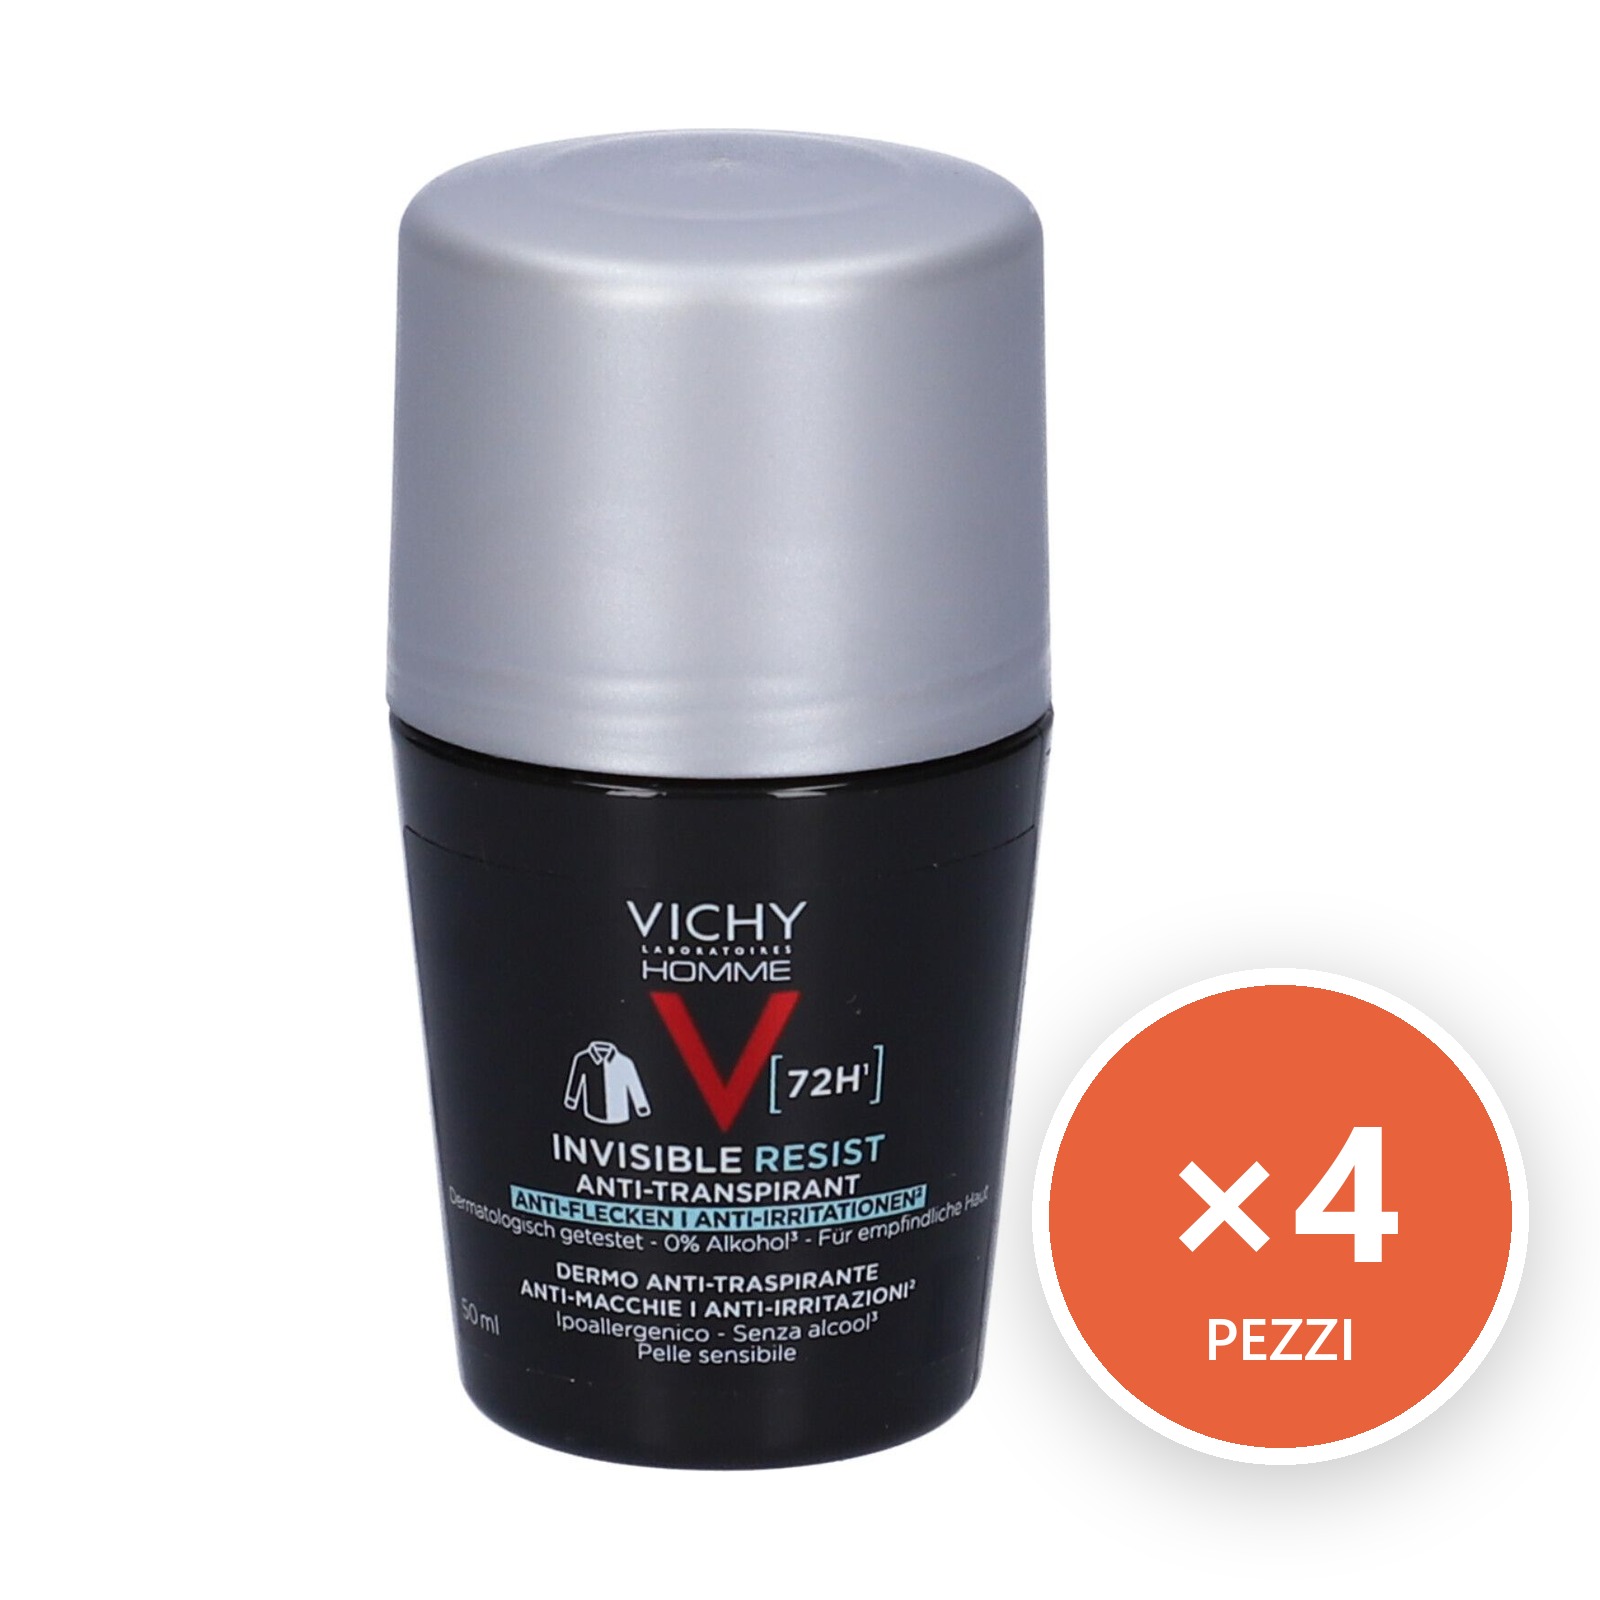 VICHY
LABORATOIRES
HOMME
V
[72H¹]
INVISIBLE RESIST
ANTI-TRANSPIRANT
ANTI-FLECKEN | ANTI-IRRITATIONEN²
Dermatologisch getestet - 0% Alkohol³ - Für empfindliche Haut
DERMO ANTI-TRASPIRANTE
ANTI-MACCHIE | ANTI-IRRITAZIONI²
Ipoallergenico - Senza alcool³
Pelle sensibile
50 ml
×4
PEZZI